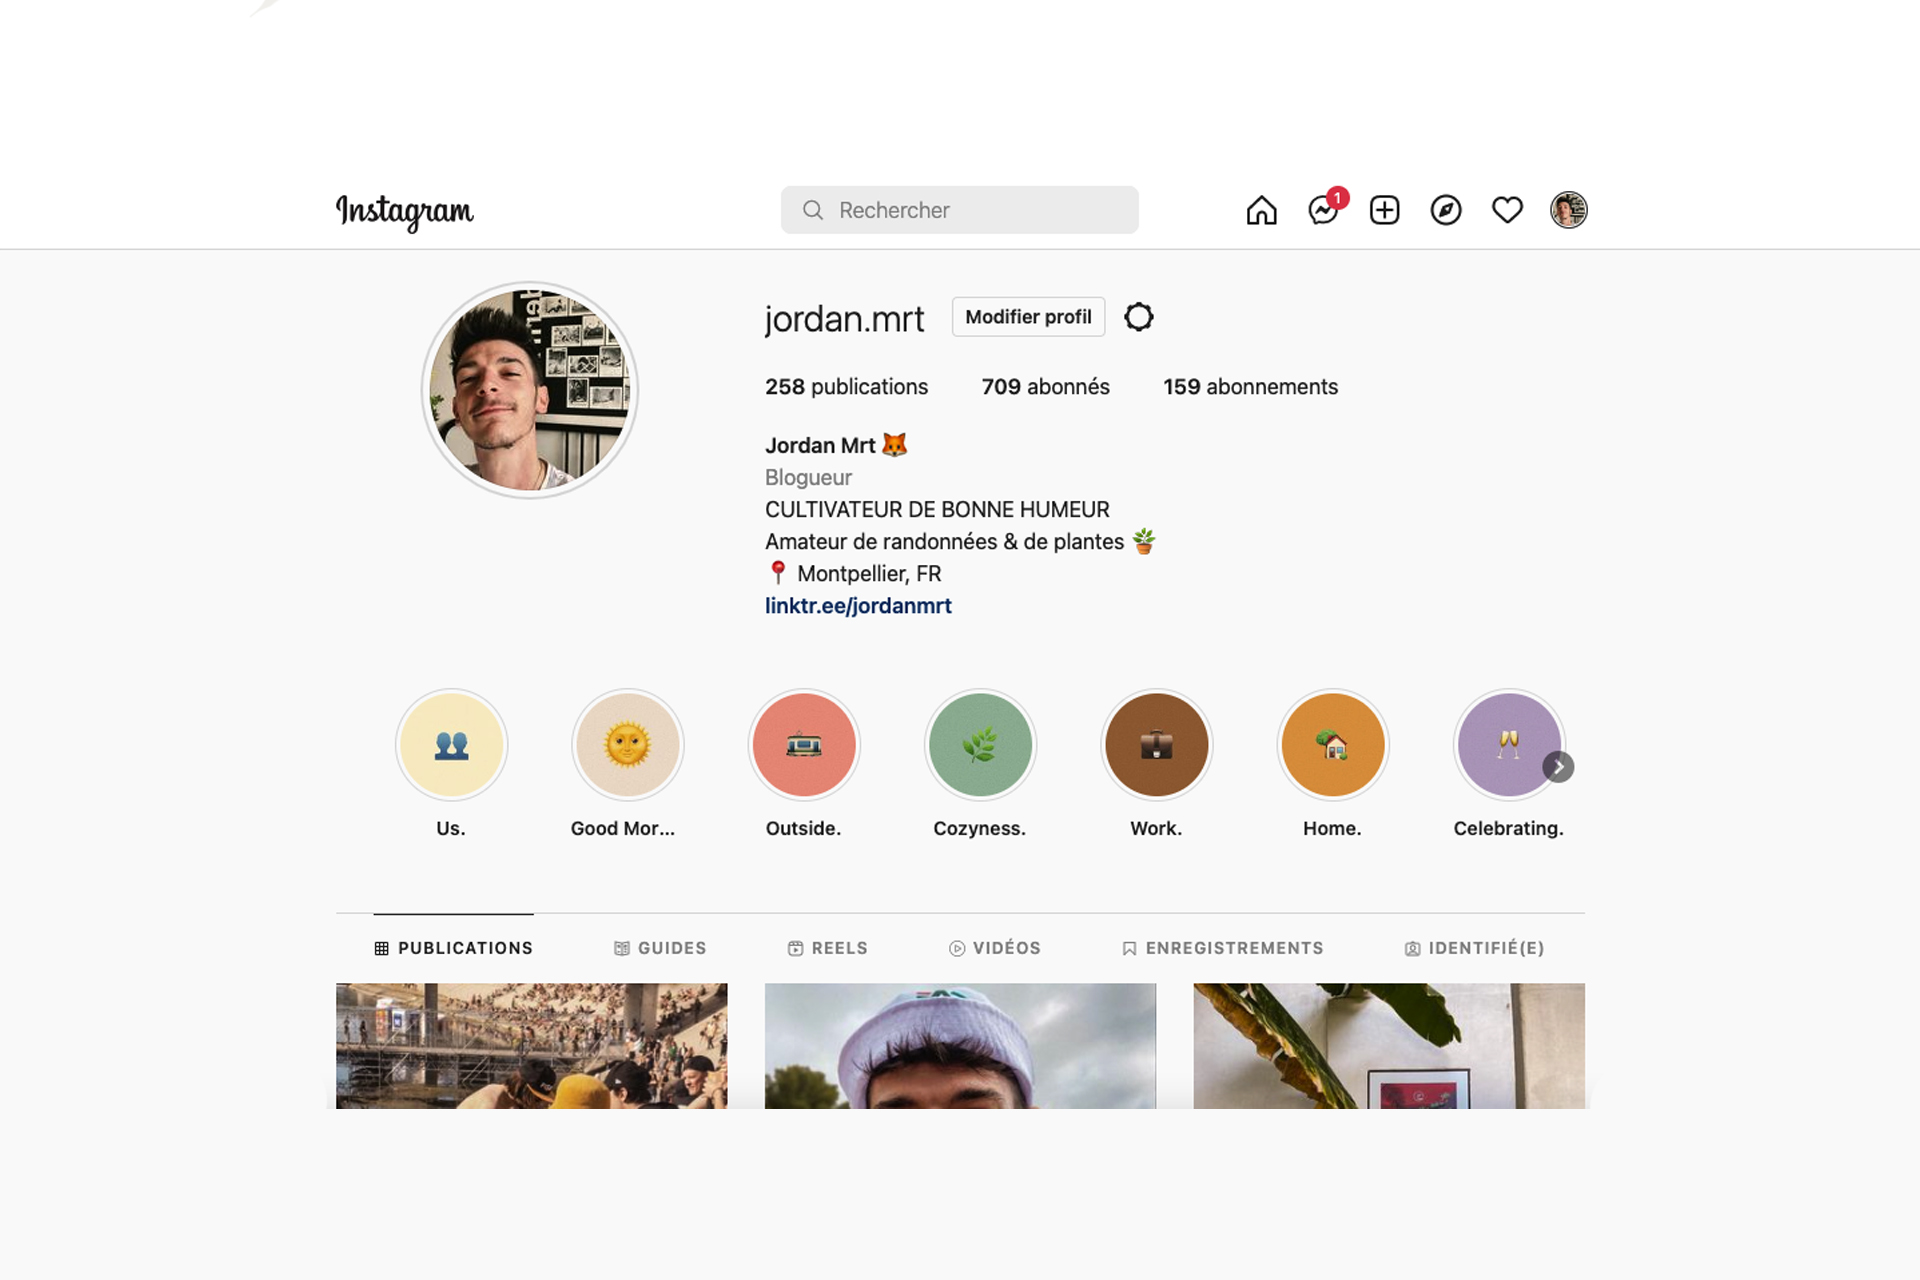 Instagram
Rechercher
1
jordan.mrt
Modifier profil
258 publications 709 abonnés 159 abonnements
Jordan Mrt 🦊
Blogueur
CULTIVATEUR DE BONNE HUMEUR
Amateur de randonnées & de plantes 🪴
📍 Montpellier, FR
linktr.ee/jordanmrt
Us. Good Mor... Outside. Cozyness. Work. Home. Celebrating.
PUBLICATIONS GUIDES REELS VIDÉOS ENREGISTREMENTS IDENTIFIÉ(E)